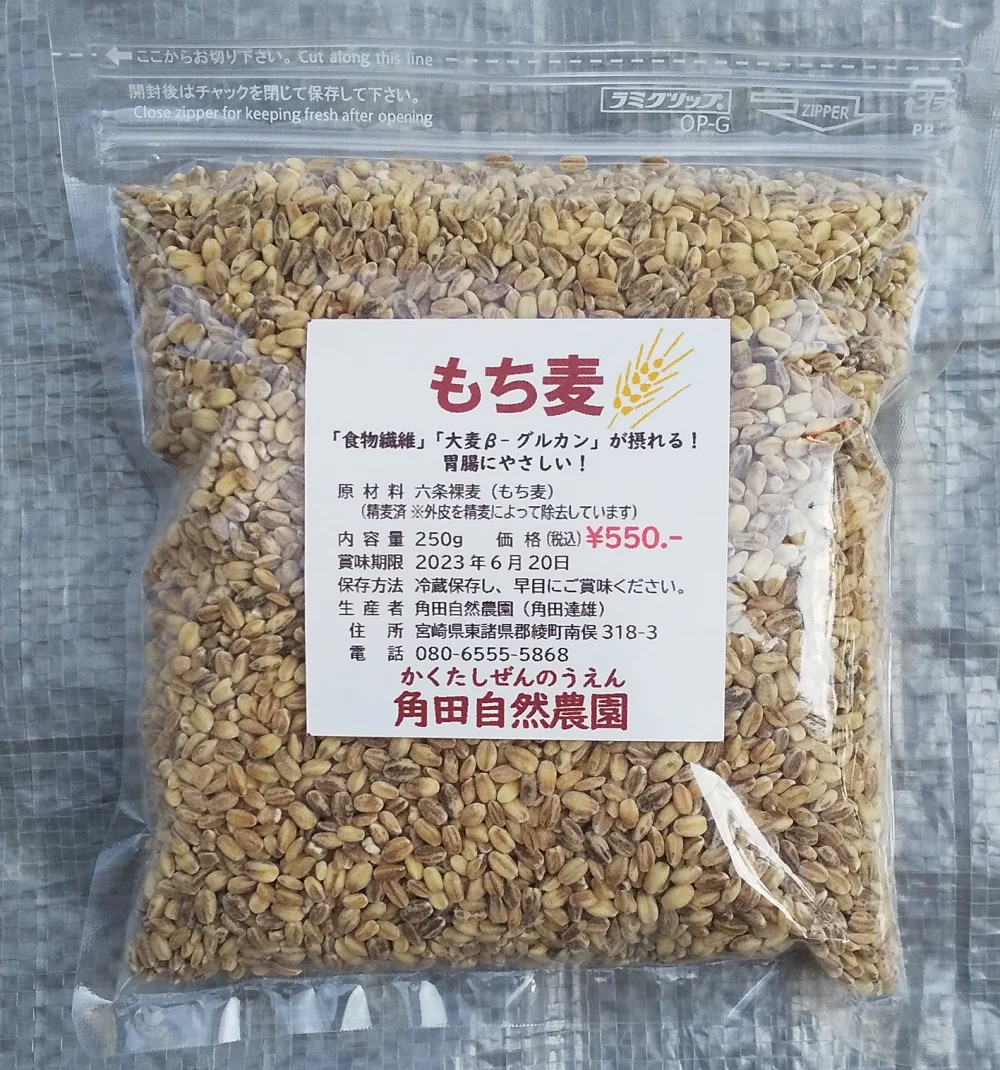 ここからお切り下さい。Cut along this line
開封後はチャックを閉じて保存して下さい。
Close zipper for keeping fresh after opening
ラミグリップ®
OP-G
ZIPPER
プラ
PP
もち麦
「食物繊維」「大麦β-グルカン」が摂れる！
胃腸にやさしい！
原材料 六条裸麦（もち麦）
（精麦済 ※外皮を精麦によって除去しています）
内容量 250g 価格（税込）¥550.-
賞味期限 2023年6月20日
保存方法 冷蔵保存し、早目にご賞味ください。
生産者 角田自然農園（角田達雄）
住所 宮崎県東諸県郡綾町南俣318-3
電話 080-6555-5868
かくたしぜんのうえん
角田自然農園